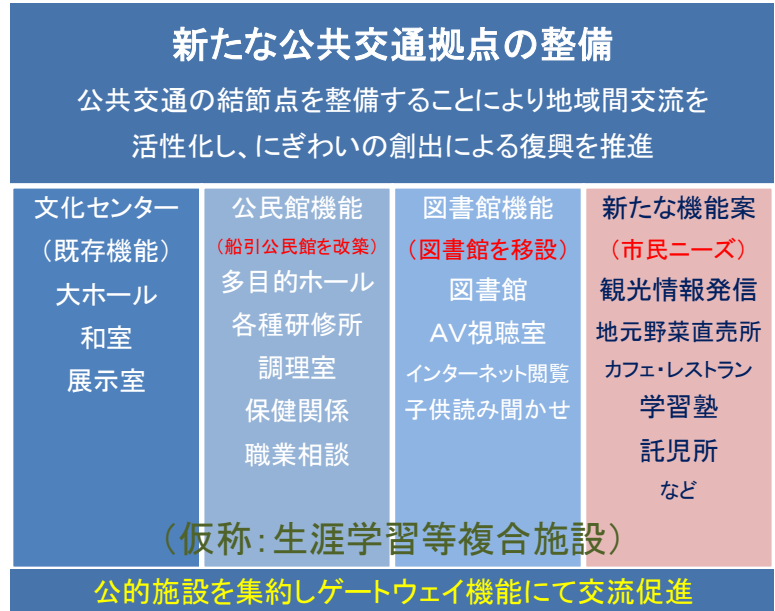 新たな公共交通拠点の整備
公共交通の結節点を整備することにより地域間交流を
活性化し、にぎわいの創出による復興を推進
文化センター
（既存機能）
大ホール
和室
展示室
公民館機能
（船引公民館を改築）
多目的ホール
各種研修所
調理室
保健関係
職業相談
図書館機能
（図書館を移設）
図書館
AV視聴室
インターネット閲覧
子供読み聞かせ
新たな機能案
（市民ニーズ）
観光情報発信
地元野菜直売所
カフェ・レストラン
学習塾
託児所
など
（仮称：生涯学習等複合施設）
公的施設を集約しゲートウェイ機能にて交流促進